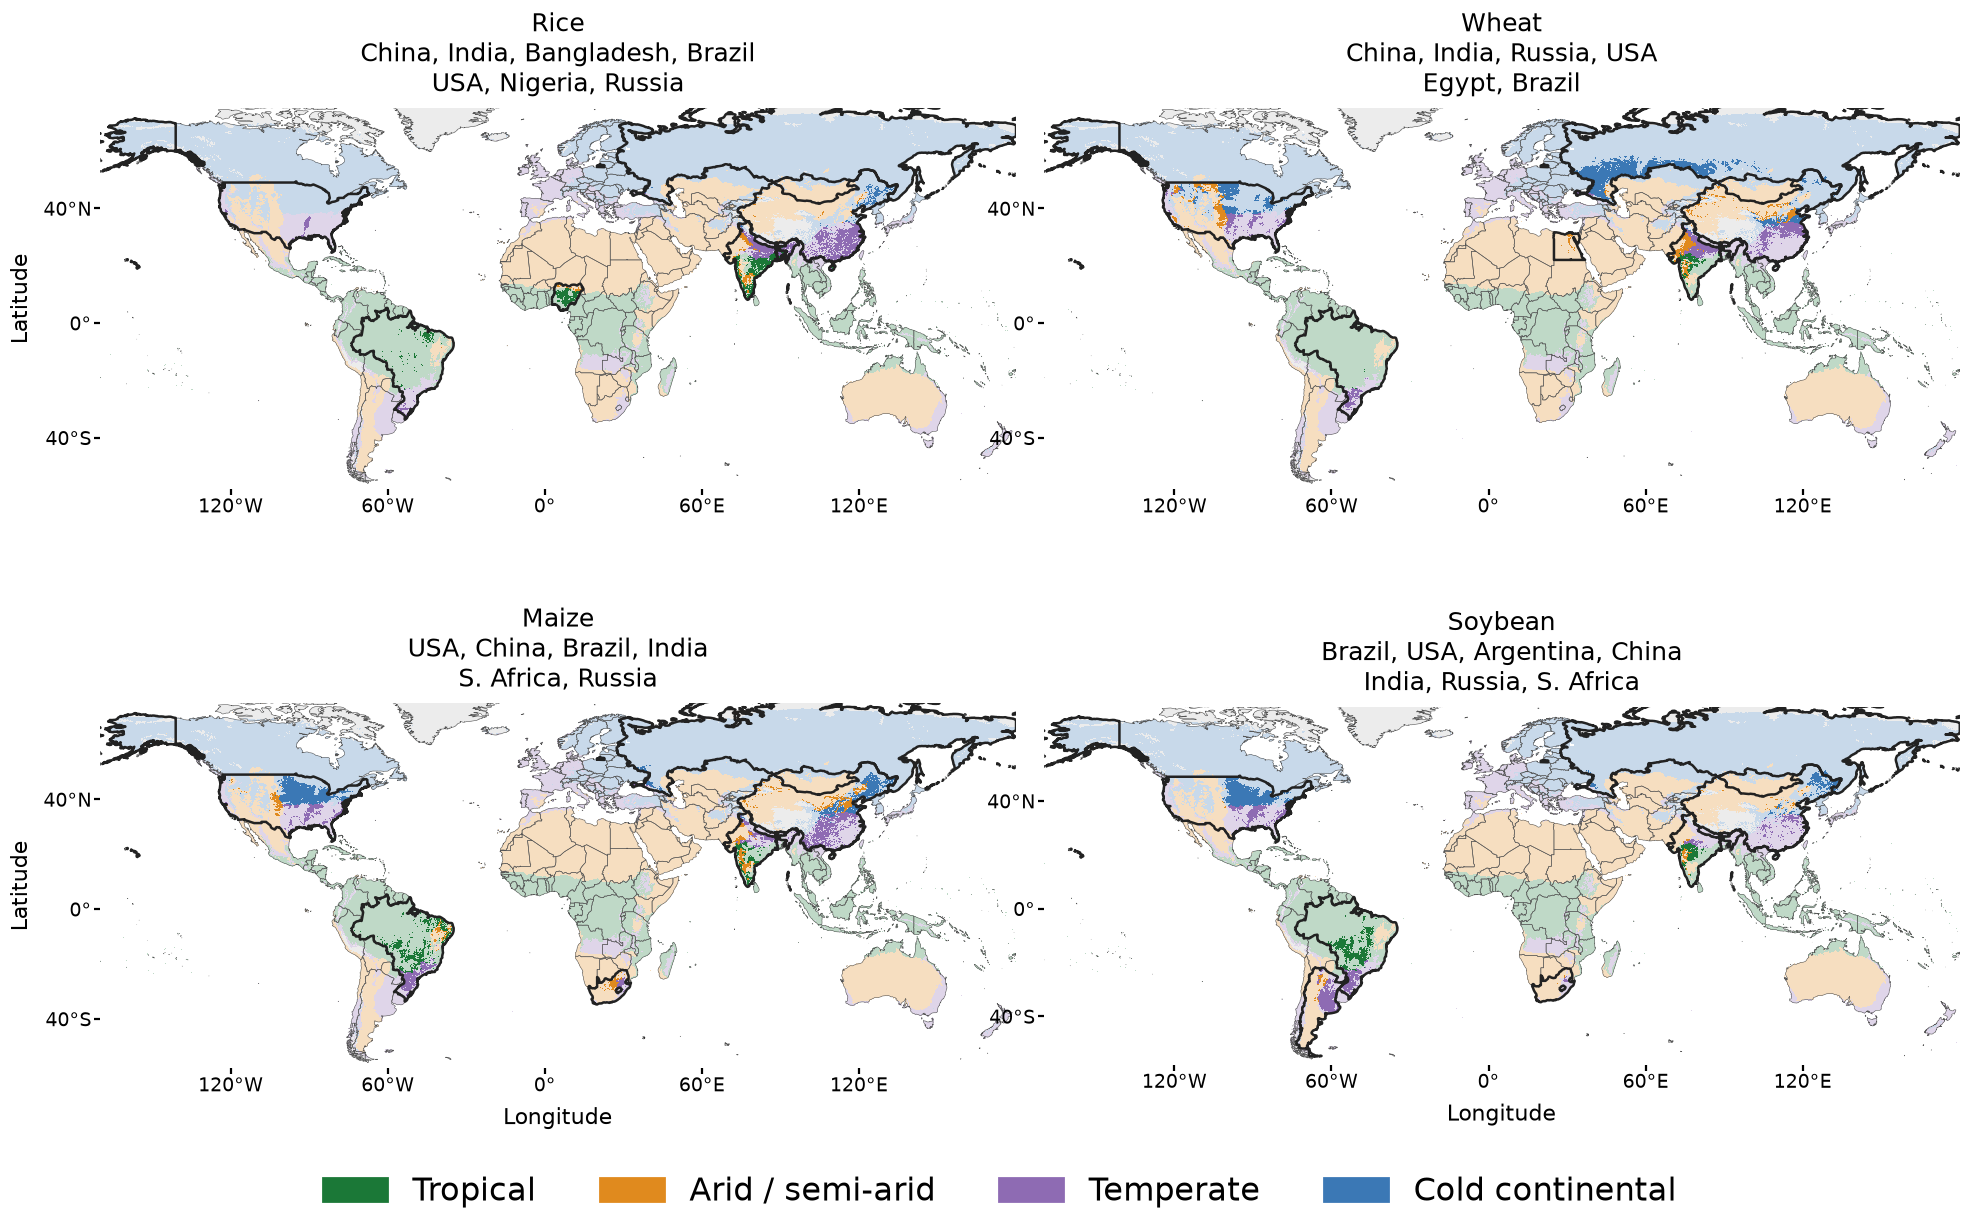 Rice
China, India, Bangladesh, Brazil
USA, Nigeria, Russia
Wheat
China, India, Russia, USA
Egypt, Brazil
Latitude
40°N
0°
40°S
120°W
60°W
0°
60°E
120°E
40°N
0°
40°S
120°W
60°W
0°
60°E
120°E
Maize
USA, China, Brazil, India
S. Africa, Russia
Soybean
Brazil, USA, Argentina, China
India, Russia, S. Africa
Latitude
40°N
0°
40°S
120°W
60°W
0°
60°E
120°E
Longitude
40°N
0°
40°S
120°W
60°W
0°
60°E
120°E
Longitude
Tropical
Arid / semi-arid
Temperate
Cold continental